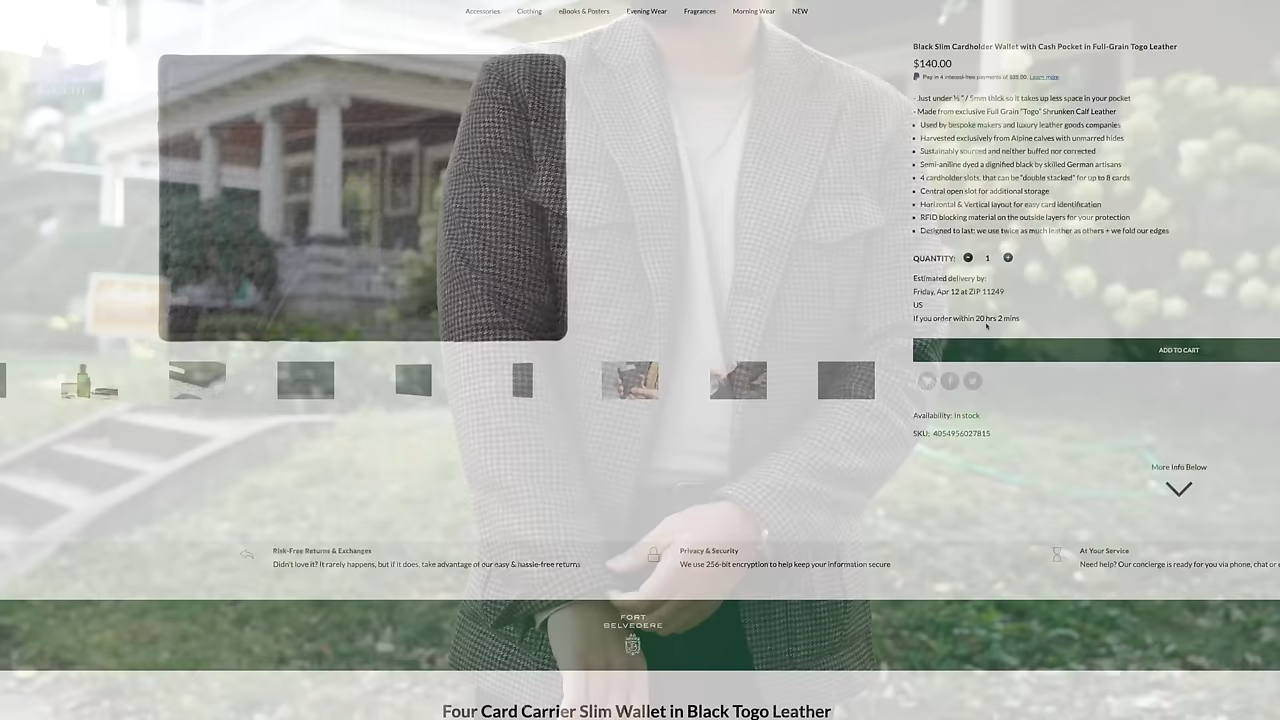 Accessories Clothing eBooks & Posters Evening Wear Fragrances Morning Wear NEW
Black Slim Cardholder Wallet with Cash Pocket in Full-Grain Togo Leather
$140.00
Pay in 4 interest-free payments of $35.00. Learn more
- Just under ⅕ " / 5mm thick so it takes up less space in your pocket
- Made from exclusive Full Grain "Togo" Shrunken Calf Leather
• Used by bespoke makers and luxury leather goods companies
• Harvested exclusively from Alpine calves with unmarred hides
• Sustainably sourced and neither buffed nor corrected
• Semi-aniline dyed a dignified black by skilled German artisans
• 4 cardholder slots, that can be "double stacked" for up to 8 cards
• Central open slot for additional storage
• Horizontal & Vertical layout for easy card identification
• RFID blocking material on the outside layers for your protection
• Designed to last: we use twice as much leather as others + we fold our edges
QUANTITY: 1
Estimated delivery by:
Friday, Apr 12 at ZIP 11249
US
If you order within 20 hrs 2 mins
ADD TO CART
Availability: In stock
SKU: 4054956027815
More Info Below
Risk-Free Returns & Exchanges
Didn't love it? It rarely happens, but if it does, take advantage of our easy & hassle-free returns
Privacy & Security
We use 256-bit encryption to help keep your information secure
At Your Service
Need help? Our concierge is ready for you via phone, chat or
FORT
BELVEDERE
Four Card Carrier Slim Wallet in Black Togo Leather